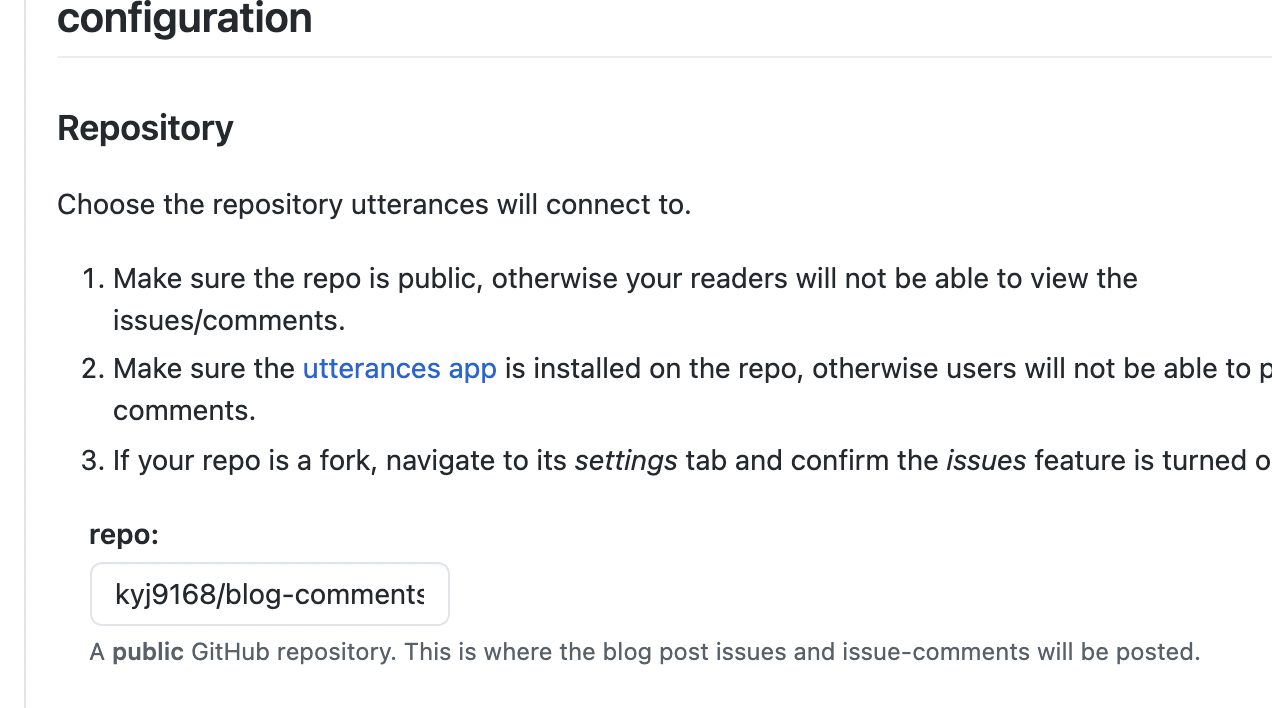 configuration
Repository
Choose the repository utterances will connect to.
1. Make sure the repo is public, otherwise your readers will not be able to view the
issues/comments.
2. Make sure the utterances app is installed on the repo, otherwise users will not be able to
comments.
3. If your repo is a fork, navigate to its settings tab and confirm the issues feature is turned
repo:
kyj9168/blog-comments
A public GitHub repository. This is where the blog post issues and issue-comments will be posted.